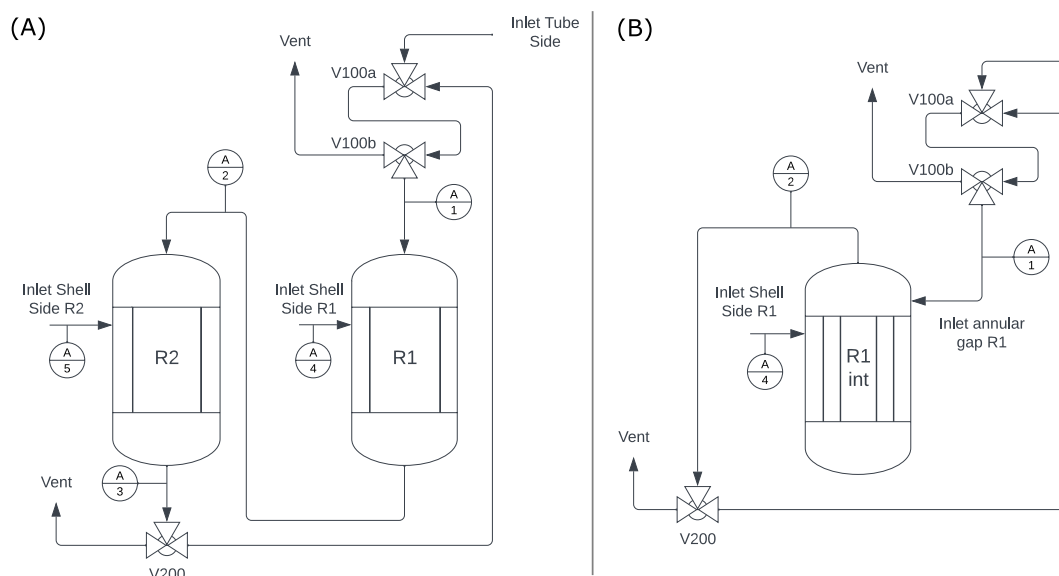 (A)
Inlet Tube
Side
Vent
V100a
V100b
A
2
A
1
Inlet Shell
Side R2
A
5
R2
Inlet Shell
Side R1
A
4
R1
A
3
Vent
V200
(B)
Vent
V100a
V100b
A
2
A
1
Inlet Shell
Side R1
A
4
R1
int
Inlet annular
gap R1
Vent
V200